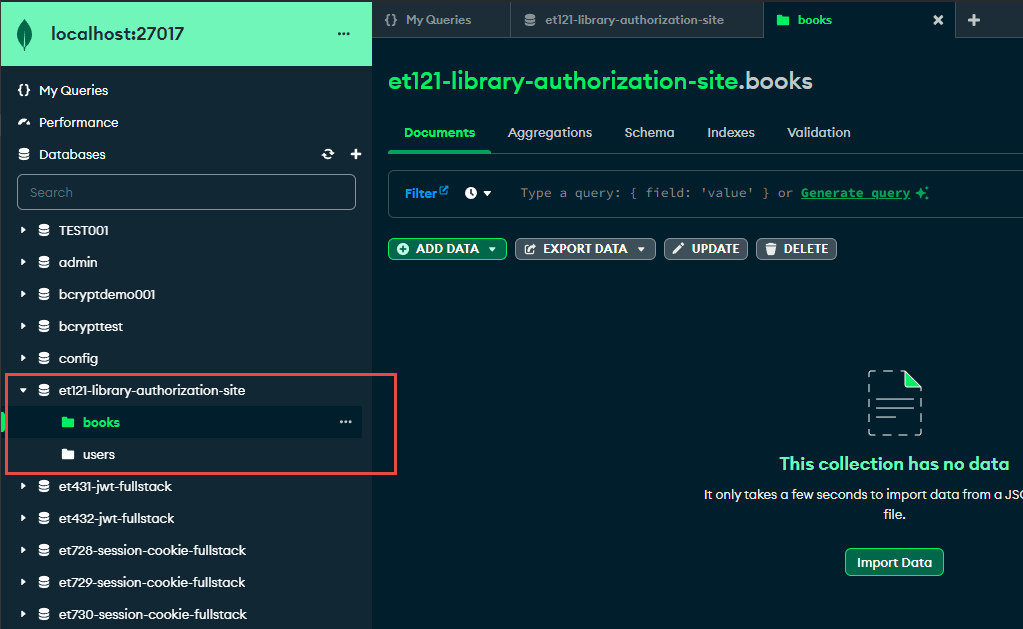 localhost:27017
My Queries
Performance
Databases
Search
TEST001
admin
bcryptdemo001
bcrypttest
config
et121-library-authorization-site
books
users
et431-jwt-fullstack
et432-jwt-fullstack
et728-session-cookie-fullstack
et729-session-cookie-fullstack
et730-session-cookie-fullstack
{} My Queries et121-library-authorization-site books
et121-library-authorization-site.books
Documents Aggregations Schema Indexes Validation
Filter Type a query: { field: 'value' } or Generate query
ADD DATA EXPORT DATA UPDATE DELETE
This collection has no data
It only takes a few seconds to import data from a JSO
file.
Import Data